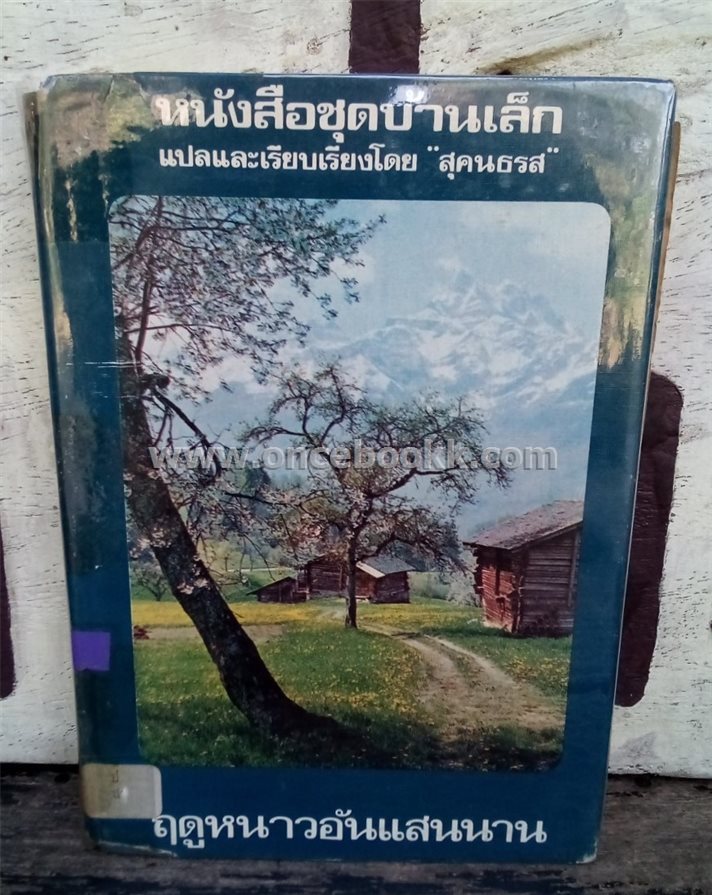 หนังสือชุดบ้านเล็ก
แปลและเรียบเรียงโดย "สุคนธรส"
www.oncebookk.com
ฤดูหนาวอันแสนนาน